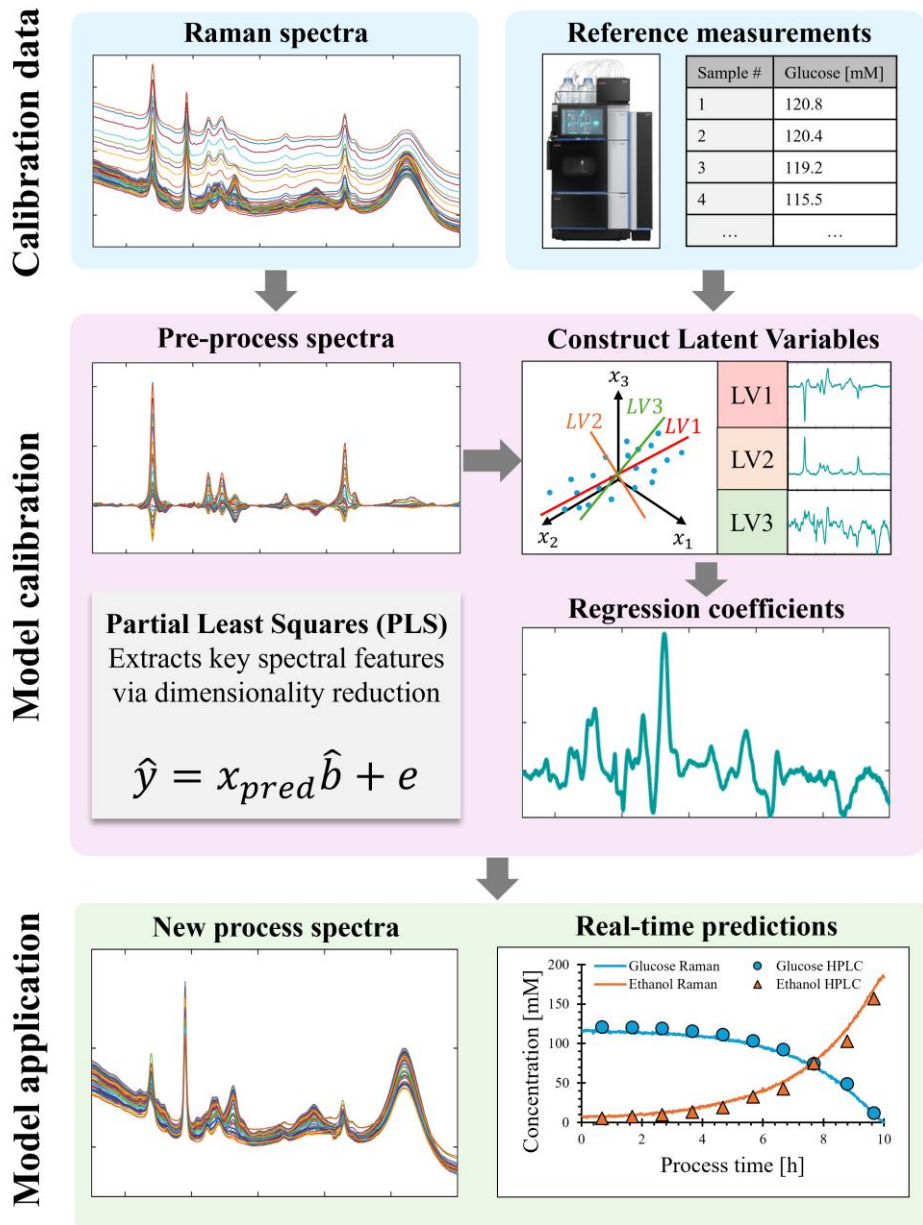 Calibration data
Raman spectra
Reference measurements
Sample # Glucose [mM]
1 120.8
2 120.4
3 119.2
4 115.5
… …
Model calibration
Pre-process spectra
Construct Latent Variables
x₃
LV2
LV3
LV1
x₂
x₁
LV1
LV2
LV3
Partial Least Squares (PLS)
Extracts key spectral features
via dimensionality reduction
ŷ = x_pred b̂ + e
Regression coefficients
Model application
New process spectra
Real-time predictions
Concentration [mM]
200
150
100
50
0
Glucose Raman Glucose HPLC
Ethanol Raman Ethanol HPLC
0 2 4 6 8 10
Process time [h]